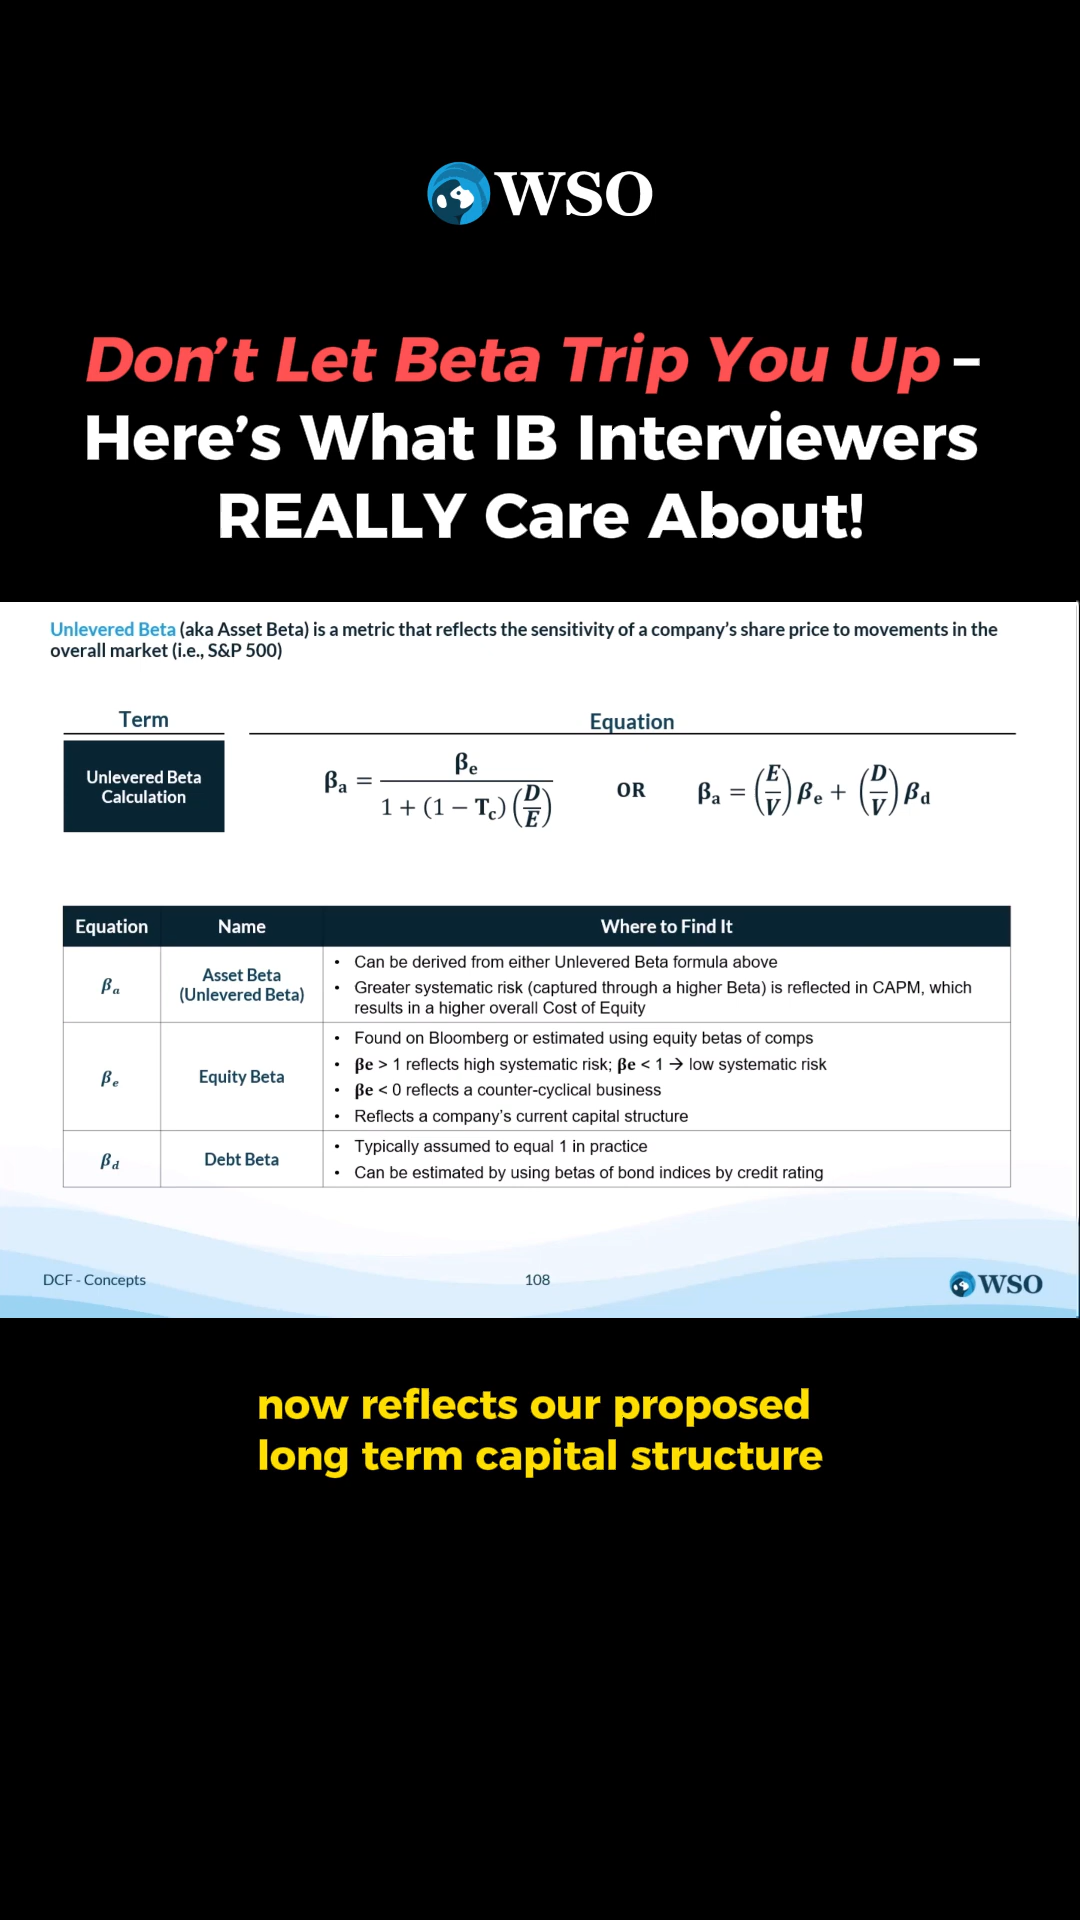 WSO
Don't Let Beta Trip You Up –
Here's What IB Interviewers
REALLY Care About!
Unlevered Beta (aka Asset Beta) is a metric that reflects the sensitivity of a company's share price to movements in the
overall market (i.e., S&P 500)
Term
Equation
Unlevered Beta
Calculation
βa = βe / (1 + (1 − Tc)(D/E))
OR
βa = (E/V)βe + (D/V)βd
Equation Name Where to Find It
βa
Asset Beta
(Unlevered Beta)
• Can be derived from either Unlevered Beta formula above
• Greater systematic risk (captured through a higher Beta) is reflected in CAPM, which
results in a higher overall Cost of Equity
βe
Equity Beta
• Found on Bloomberg or estimated using equity betas of comps
• βe > 1 reflects high systematic risk; βe < 1 → low systematic risk
• βe < 0 reflects a counter-cyclical business
• Reflects a company's current capital structure
βd
Debt Beta
• Typically assumed to equal 1 in practice
• Can be estimated by using betas of bond indices by credit rating
DCF - Concepts
108
WSO
now reflects our proposed
long term capital structure